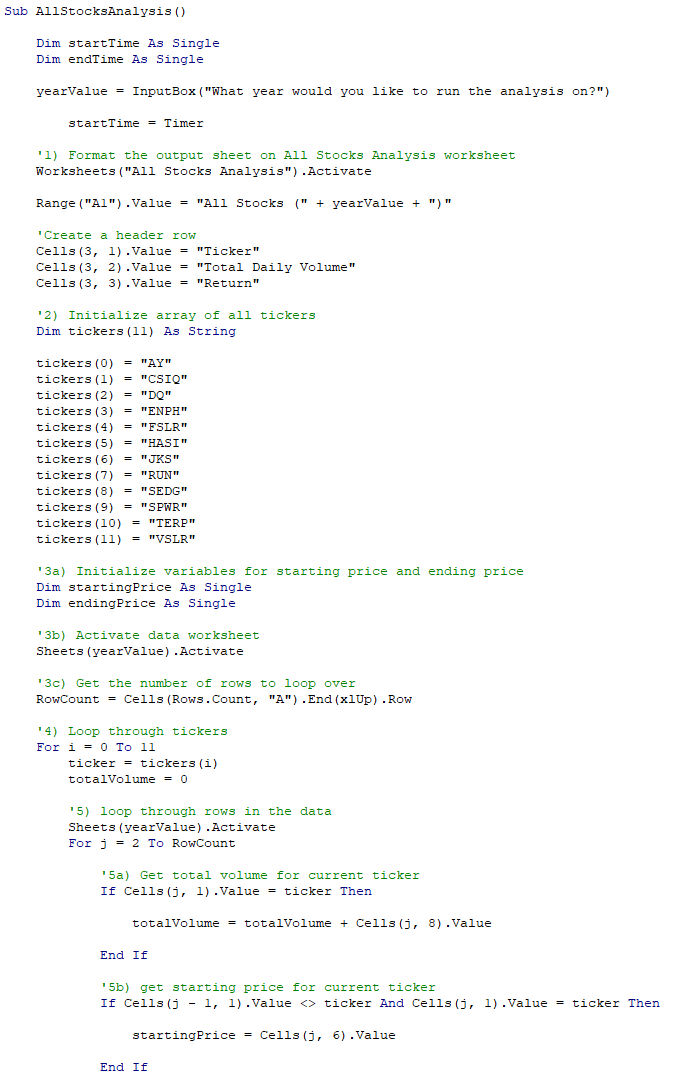 Sub AllStocksAnalysis()
Dim startTime As Single
Dim endTime As Single
yearValue = InputBox("What year would you like to run the analysis on?")
startTime = Timer
'1) Format the output sheet on All Stocks Analysis worksheet
Worksheets("All Stocks Analysis").Activate
Range("A1").Value = "All Stocks (" + yearValue + ")"
'Create a header row
Cells(3, 1).Value = "Ticker"
Cells(3, 2).Value = "Total Daily Volume"
Cells(3, 3).Value = "Return"
'2) Initialize array of all tickers
Dim tickers(11) As String
tickers(0) = "AY"
tickers(1) = "CSIQ"
tickers(2) = "DQ"
tickers(3) = "ENPH"
tickers(4) = "FSLR"
tickers(5) = "HASI"
tickers(6) = "JKS"
tickers(7) = "RUN"
tickers(8) = "SEDG"
tickers(9) = "SPWR"
tickers(10) = "TERP"
tickers(11) = "VSLR"
'3a) Initialize variables for starting price and ending price
Dim startingPrice As Single
Dim endingPrice As Single
'3b) Activate data worksheet
Sheets(yearValue).Activate
'3c) Get the number of rows to loop over
RowCount = Cells(Rows.Count, "A").End(xlUp).Row
'4) Loop through tickers
For i = 0 To 11
ticker = tickers(i)
totalVolume = 0
'5) loop through rows in the data
Sheets(yearValue).Activate
For j = 2 To RowCount
'5a) Get total volume for current ticker
If Cells(j, 1).Value = ticker Then
totalVolume = totalVolume + Cells(j, 8).Value
End If
'5b) get starting price for current ticker
If Cells(j - 1, 1).Value <> ticker And Cells(j, 1).Value = ticker Then
startingPrice = Cells(j, 6).Value
End If